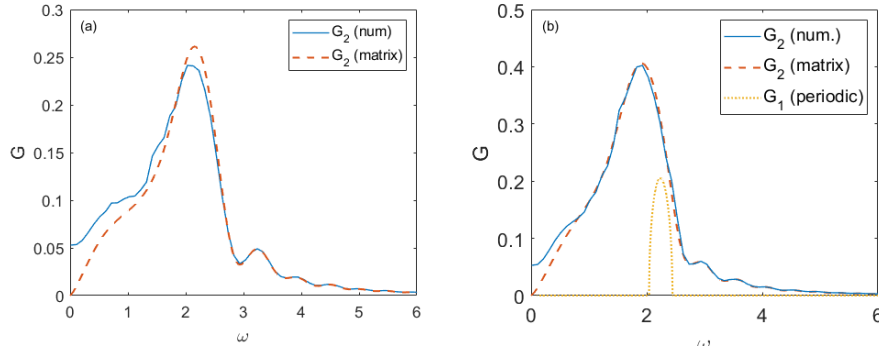 (a)
G2 (num)
G2 (matrix)
0.3
0.25
0.2
0.15
0.1
0.05
0
G
0 1 2 3 4 5 6
ω
(b)
G2 (num.)
G2 (matrix)
G1 (periodic)
0.5
0.4
0.3
0.2
0.1
0
G
0 2 4 6